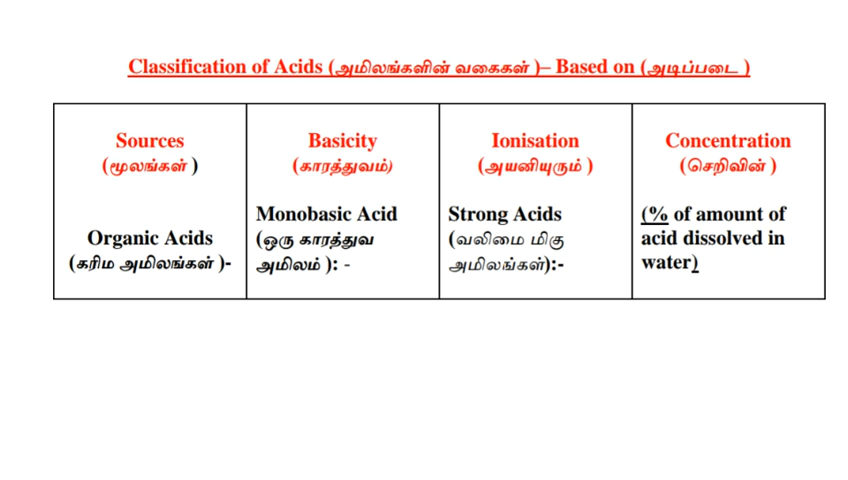 Classification of Acids (அமிலங்களின் வகைகள் )– Based on (அடிப்படை )
Sources
(மூலங்கள் )
Organic Acids
(கரிம அமிலங்கள் )-
Basicity
(காரத்துவம்)
Monobasic Acid
(ஒரு காரத்துவ
அமிலம் ): -
Ionisation
(அயனியுரும் )
Strong Acids
(வலிமை மிகு
அமிலங்கள்):-
Concentration
(செறிவின் )
(% of amount of
acid dissolved in
water)